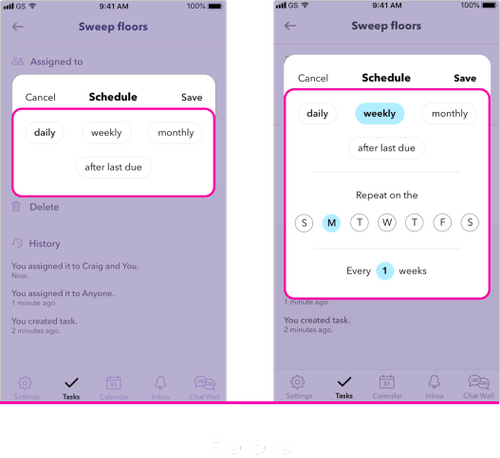 GS 9:41 AM 100%
Sweep floors
Assigned to
Cancel Schedule Save
daily weekly monthly
after last due
Delete
History
You assigned it to Craig and You.
Now.
You assigned it to Anyone.
1 minute ago.
You created task.
2 minutes ago.
Settings Tasks Calendar Inbox Chat Wall
GS 9:41 AM 100%
Sweep floors
Cancel Schedule Save
daily weekly monthly
after last due
Repeat on the
S M T W T F S
Every 1 weeks
1 minute ago.
You created task.
2 minutes ago.
Settings Tasks Calendar Inbox Chat Wall